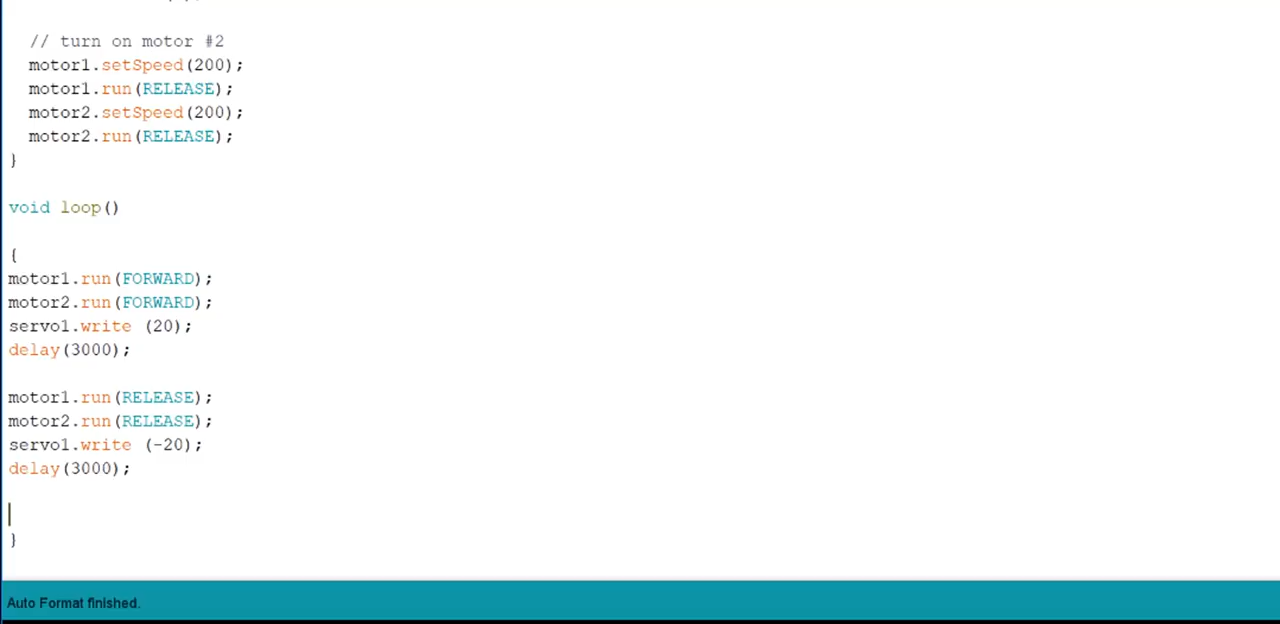 // turn on motor #2
motor1.setSpeed(200);
motor1.run(RELEASE);
motor2.setSpeed(200);
motor2.run(RELEASE);
}
void loop()
{
motor1.run(FORWARD);
motor2.run(FORWARD);
servo1.write (20);
delay(3000);
motor1.run(RELEASE);
motor2.run(RELEASE);
servo1.write (-20);
delay(3000);
}
Auto Format finished.